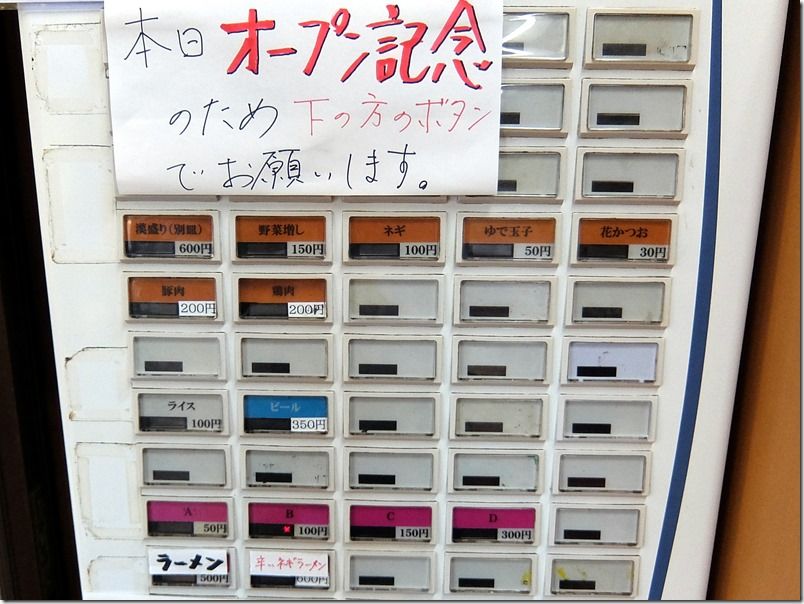 本日 オープン記念
のため 下の方のボタン
でお願いします。
漢盛り(別皿) 野菜増し ネギ ゆで玉子 花かつお
600円 150円 100円 50円 30円
豚肉 鶏肉
200円 200円
ライス ビール
100円 350円
A B C D
50円 100円 150円 300円
ラーメン 辛いネギラーメン
500円 600円